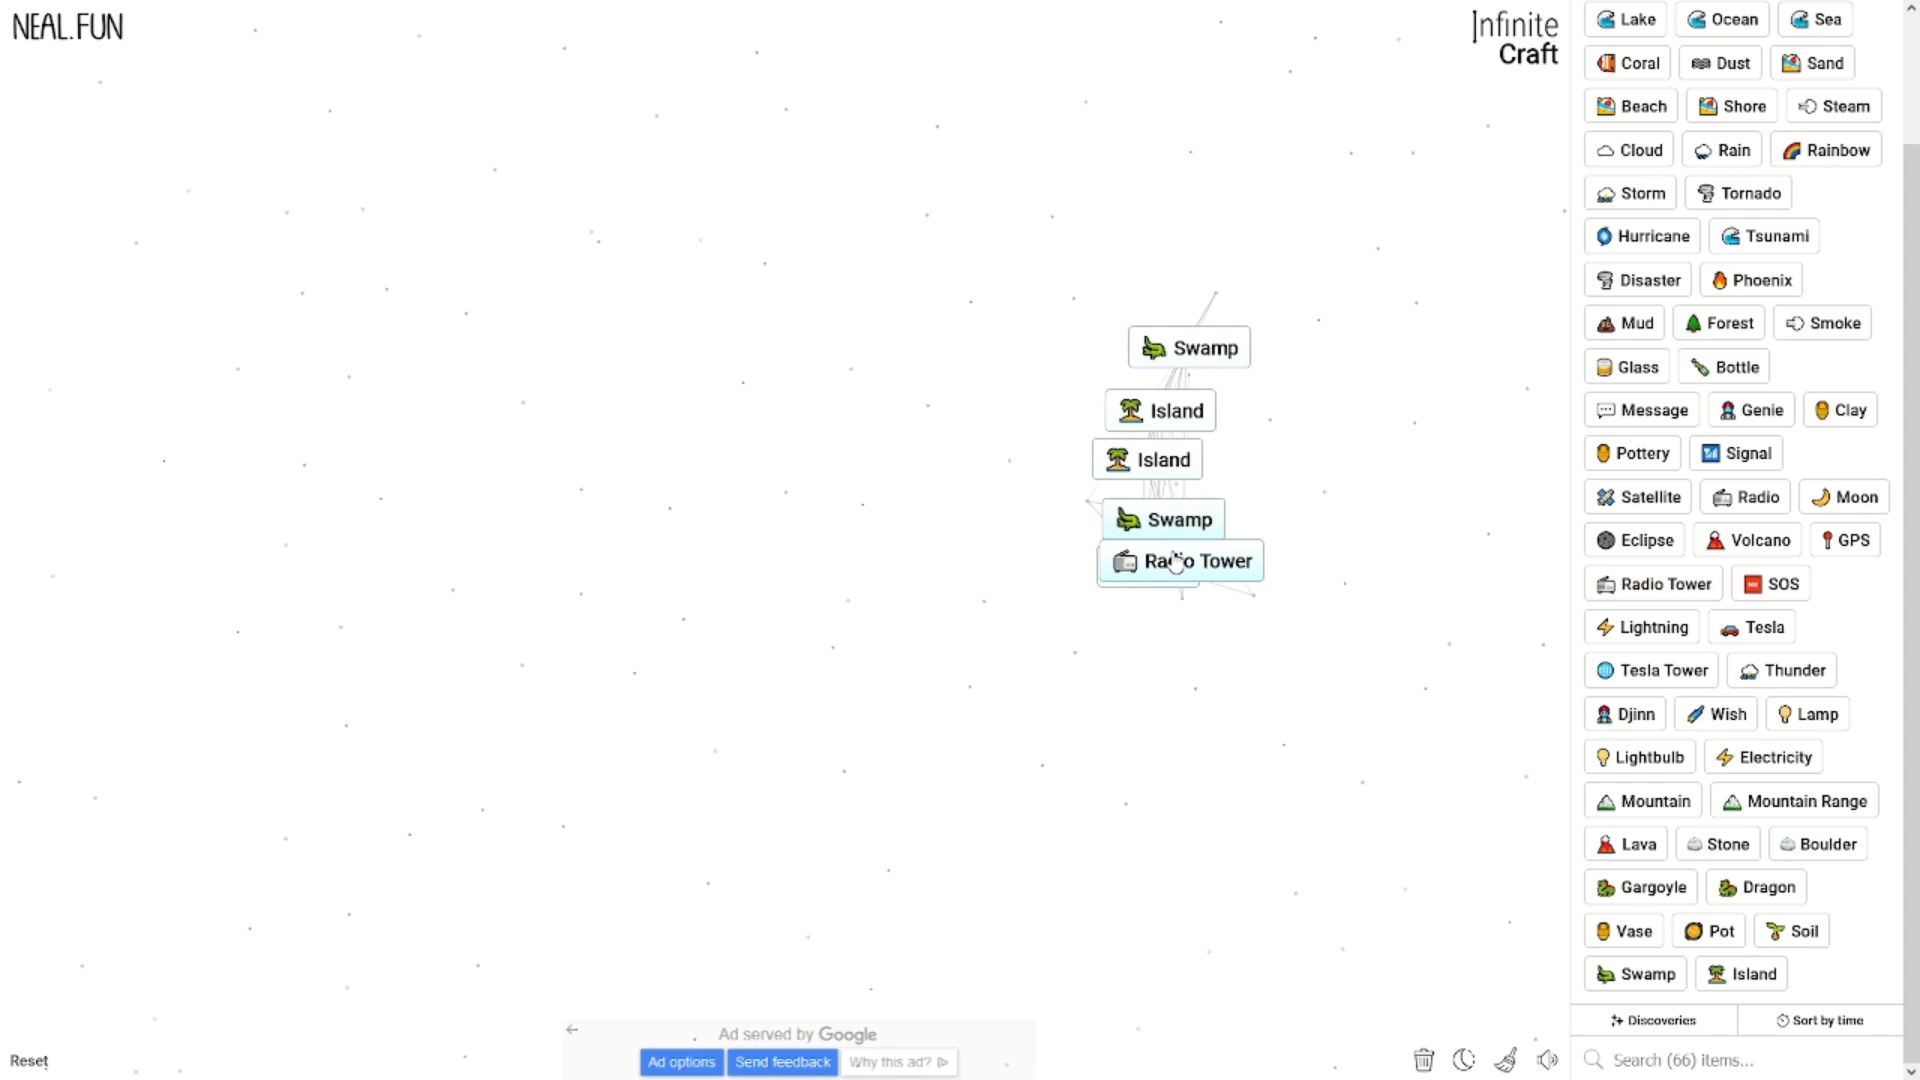 NEAL.FUN
Infinite
Craft
Swamp
Island
Island
Swamp
Radio Tower
Lake Ocean Sea
Coral Dust Sand
Beach Shore Steam
Cloud Rain Rainbow
Storm Tornado
Hurricane Tsunami
Disaster Phoenix
Mud Forest Smoke
Glass Bottle
Message Genie Clay
Pottery Signal
Satellite Radio Moon
Eclipse Volcano GPS
Radio Tower SOS
Lightning Tesla
Tesla Tower Thunder
Djinn Wish Lamp
Lightbulb Electricity
Mountain Mountain Range
Lava Stone Boulder
Gargoyle Dragon
Vase Pot Soil
Swamp Island
Discoveries Sort by time
Search (66) items...
Ad served by Google
Ad options Send feedback Why this ad?
Reset